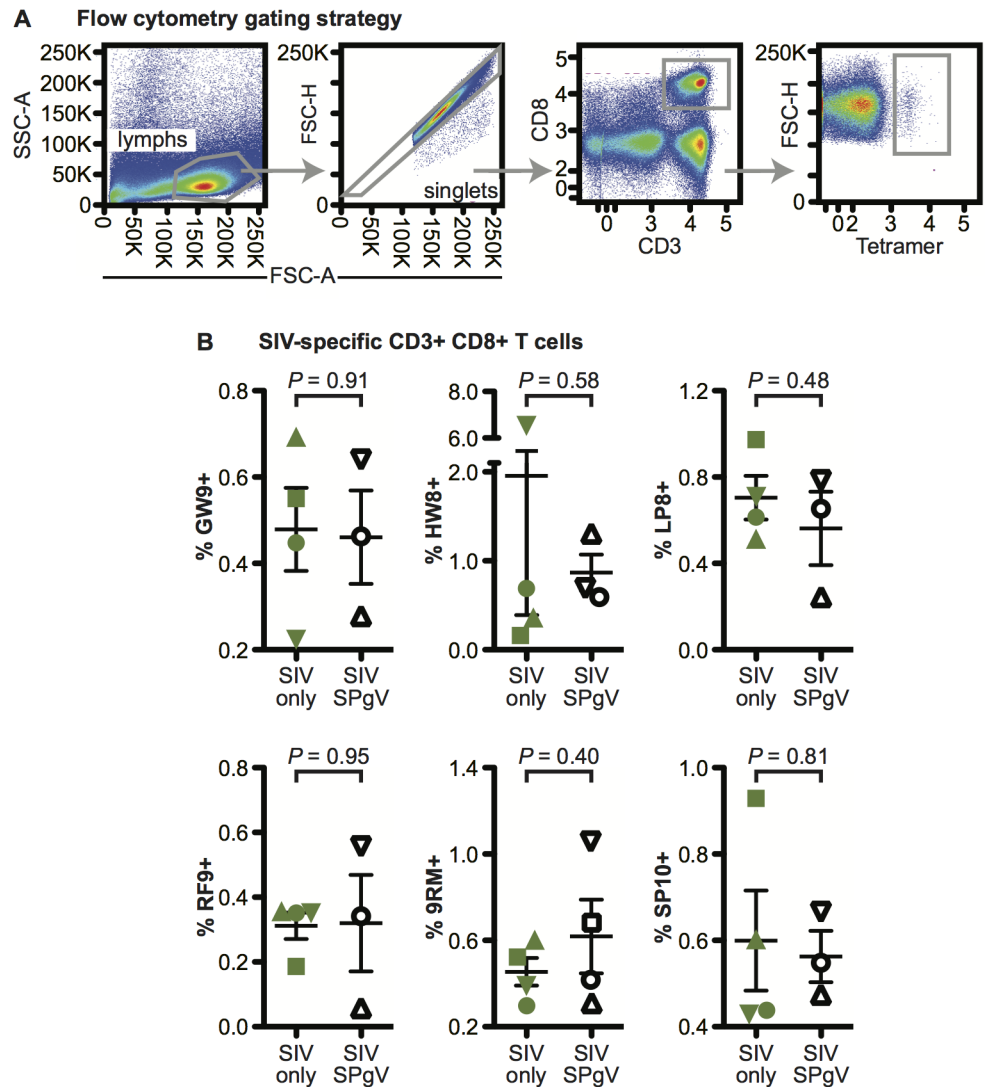 A Flow cytometry gating strategy
SSC-A
250K
200K
150K
100K
50K
0
lymphs
0 50K 100K 150K 200K 250K
FSC-H
250K
0
singlets
0 50K 100K 150K 200K 250K
FSC-A
CD8
5
4
3
2
0
0 3 4 5
CD3
FSC-H
250K
0
0 2 3 4 5
Tetramer
B SIV-specific CD3+ CD8+ T cells
P = 0.91
% GW9+
0.8
0.6
0.4
0.2
SIV only
SIV SPgV
P = 0.58
% HW8+
8.0
6.0
2.0
1.0
0.0
SIV only
SIV SPgV
P = 0.48
% LP8+
1.2
0.8
0.4
0.0
SIV only
SIV SPgV
P = 0.95
% RF9+
0.8
0.6
0.4
0.2
0.0
SIV only
SIV SPgV
P = 0.40
% 9RM+
1.4
1.0
0.6
0.2
SIV only
SIV SPgV
P = 0.81
% SP10+
1.0
0.8
0.6
0.4
SIV only
SIV SPgV